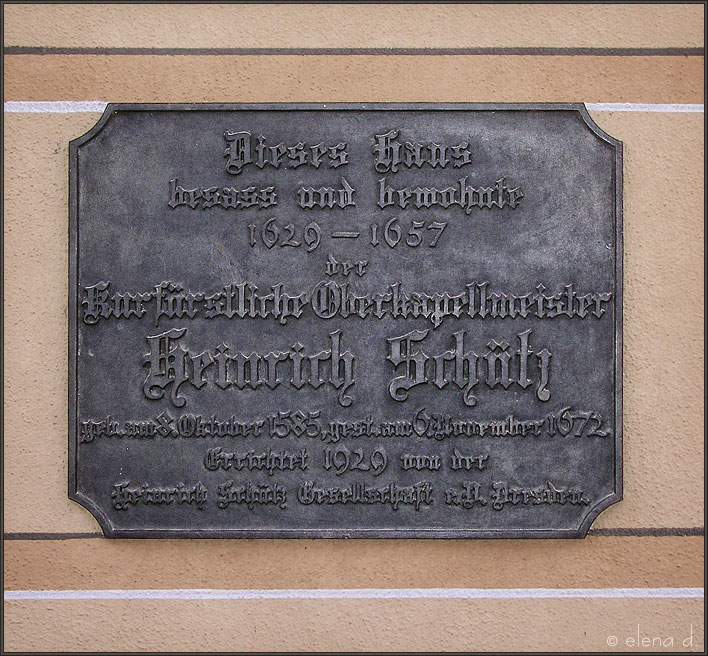 Dieses Haus
besass und bewohnte
1629 – 1657
der
Kurfürstliche Oberkapellmeister
Heinrich Schütz
geb. am 8. Oktober 1585, gest. am 6. November 1672.
Errichtet 1929 von der
Heinrich Schütz Gesellschaft e.V. Dresden.
© elena d.